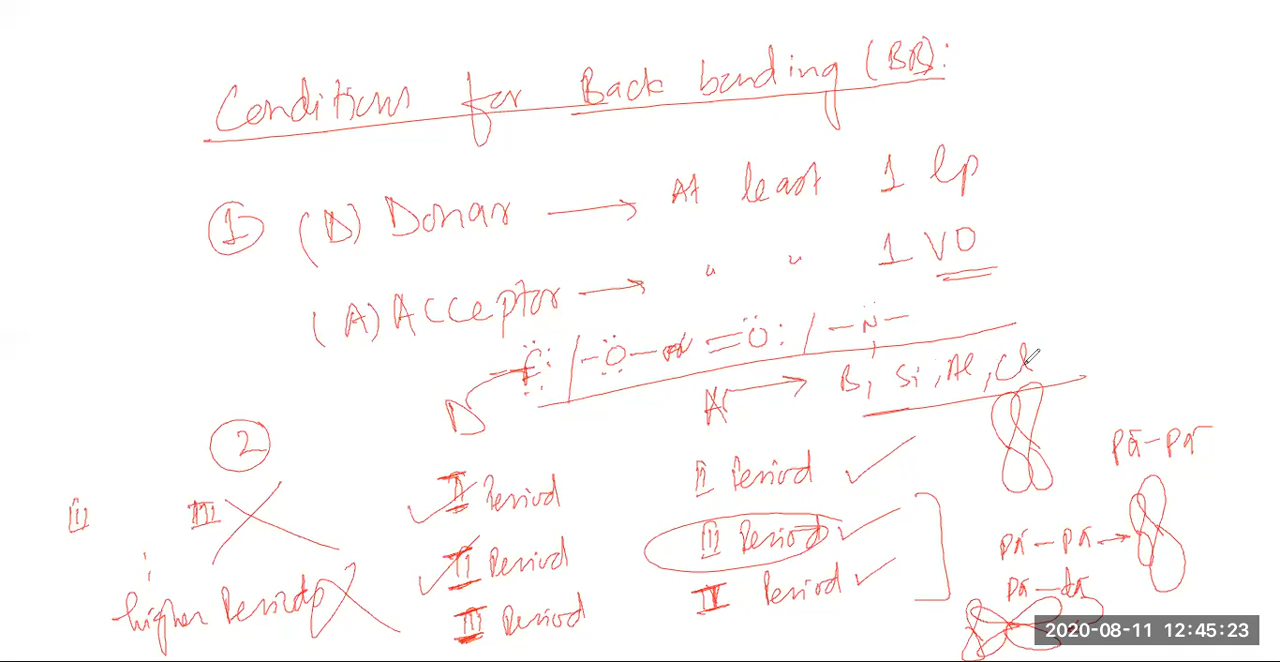 Conditions for Back bonding (BB):
① (D) Donar → At least 1 lp
(A) Acceptor → " " 1 VO
F / -O- =O: / -N-
D A → B, Si, Al, Cl
②
II Period II Period ✓ pπ-pπ
II III
✓ II Period III Period ✓ pπ-pπ →
higher Periods III Period IV Period ✓ pπ-dπ
2020-08-11 12:45:23